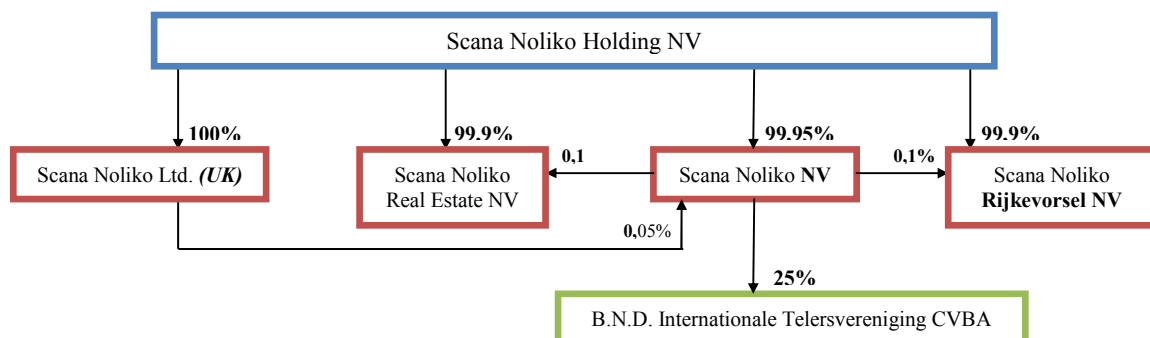 Scana Noliko Holding NV
100%
99.9%
99.95%
99.9%
Scana Noliko Ltd. (UK)
Scana Noliko
Real Estate NV
0,1
Scana Noliko NV
0,1%
Scana Noliko
Rijkevorsel NV
0,05%
25%
B.N.D. Internationale Telersvereniging CVBA